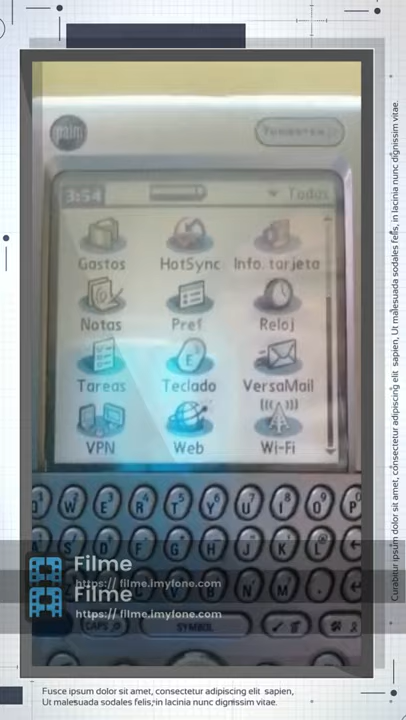 palm
3:54
Todos
Gastos HotSync Info. tarjeta
Notas Pref Reloj
Tareas Teclado VersaMail
VPN Web Wi-Fi
W E R T Y U I O P
S D F G H J K L
V B N M .
CAPS SYMBOL
Filme
https:// filme.imyfone.com
Filme
https:// filme.imyfone.com
Fusce ipsum dolor sit amet, consectetur adipiscing elit sapien,
Ut malesuada sodales felis, in lacinia nunc dignissim vitae.
Curabitur ipsum dolor sit amet, consectetur adipiscing elit sapien, Ut malesuada sodales felis, in lacinia nunc dignissim vitae.